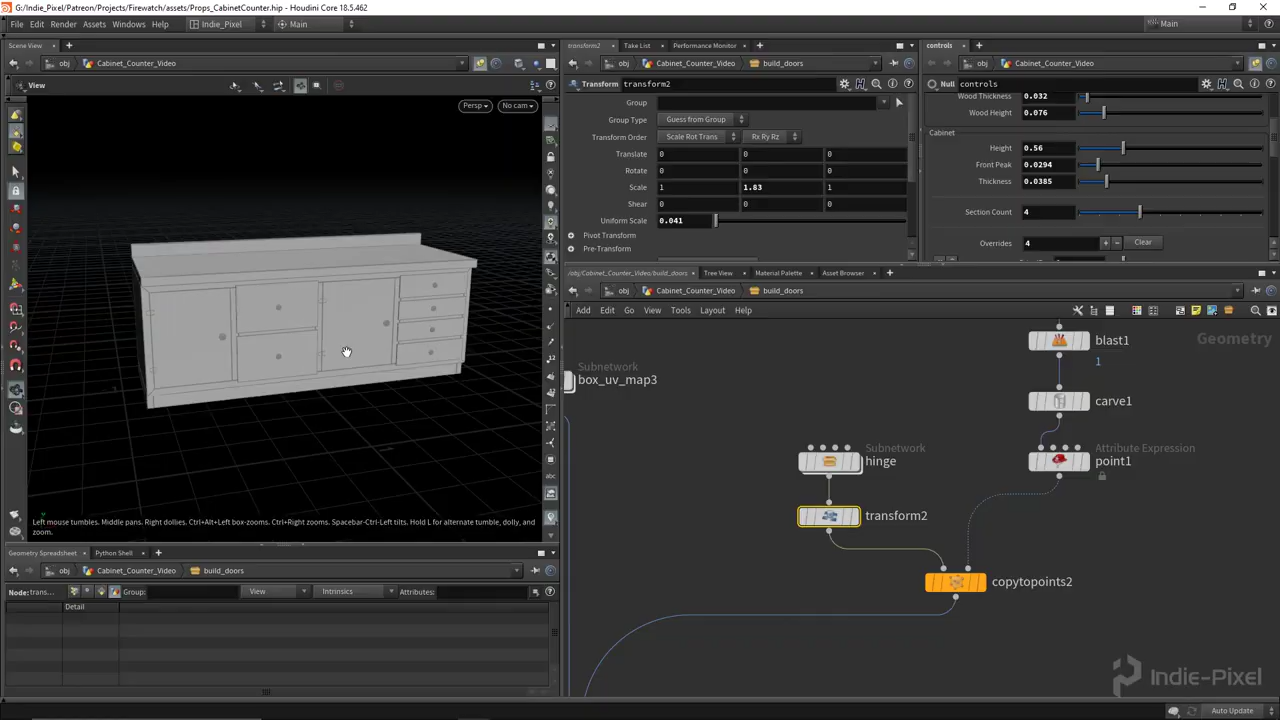 G:/Indie_Pixel/Patreon/Projects/Firewatch/assets/Props_CabinetCounter.hip - Houdini Core 18.5.462
File Edit Render Assets Windows Help Indie_Pixel Main Main
Scene View
obj Cabinet_Counter_Video
View
Persp No cam
Left mouse tumbles. Middle pans. Right dollies. Ctrl+Alt+Left box-zooms. Ctrl+Right zooms. Spacebar-Ctrl-Left tilts. Hold L for alternate tumble, dolly, and
zoom.
Geometry Spreadsheet Python Shell
obj Cabinet_Counter_Video build_doors
Node: trans... Group: View Intrinsics Attributes:
Detail
transform2 Take List Performance Monitor
obj Cabinet_Counter_Video build_doors
Transform transform2
Group
Group Type Guess from Group
Transform Order Scale Rot Trans Rx Ry Rz
Translate 0 0 0
Rotate 0 0 0
Scale 1 1.83 1
Shear 0 0 0
Uniform Scale 0.041
Pivot Transform
Pre-Transform
controls
obj Cabinet_Counter_Video
Null controls
Wood Thickness 0.032
Wood Height 0.076
Cabinet
Height 0.56
Front Peak 0.0294
Thickness 0.0385
Section Count 4
Overrides 4 + - Clear
/obj/Cabinet_Counter_Video/build_doors Tree View Material Palette Asset Browser
obj Cabinet_Counter_Video build_doors
Add Edit Go View Tools Layout Help
Geometry
blast1
1
Subnetwork
box_uv_map3
carve1
Subnetwork
hinge
Attribute Expression
point1
transform2
copytopoints2
Indie-Pixel
Auto Update